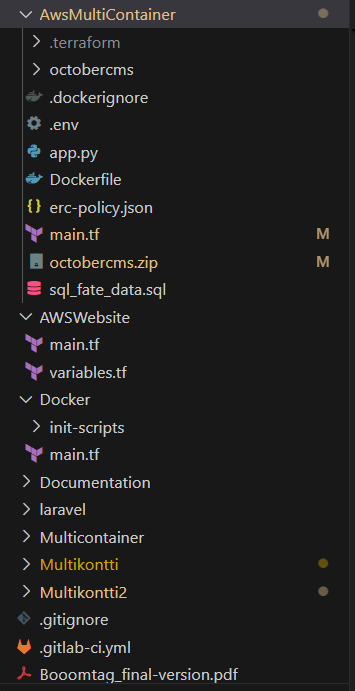 AwsMultiContainer
.terraform
octobercms
.dockerignore
.env
app.py
Dockerfile
erc-policy.json
main.tf M
octobercms.zip M
sql_fate_data.sql
AWSWebsite
main.tf
variables.tf
Docker
init-scripts
main.tf
Documentation
laravel
Multicontainer
Multikontti
Multikontti2
.gitignore
.gitlab-ci.yml
Booomtag_final-version.pdf